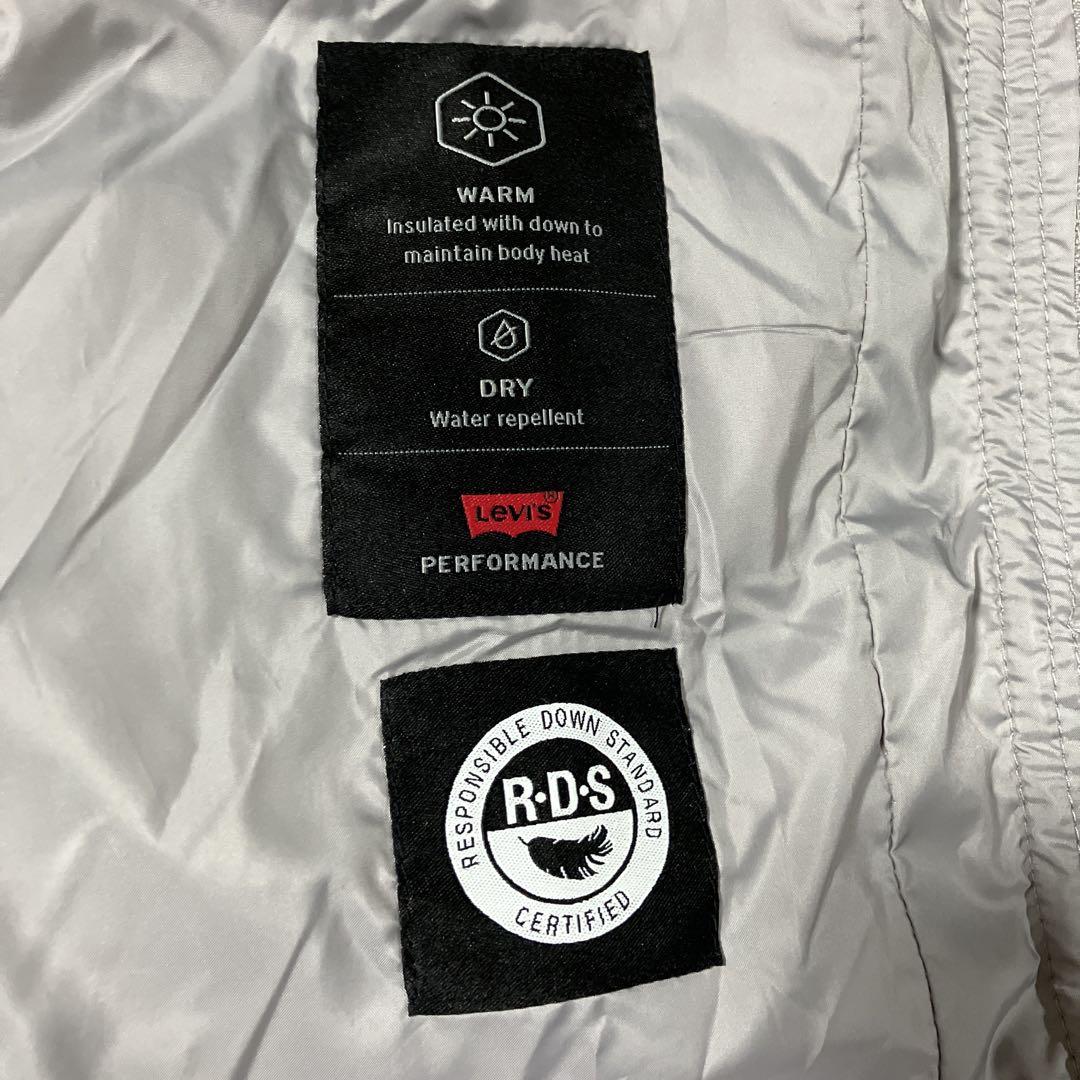 WARM
Insulated with down to
maintain body heat
DRY
Water repellent
Levi's®
PERFORMANCE
RESPONSIBLE DOWN STANDARD
R·D·S
CERTIFIED